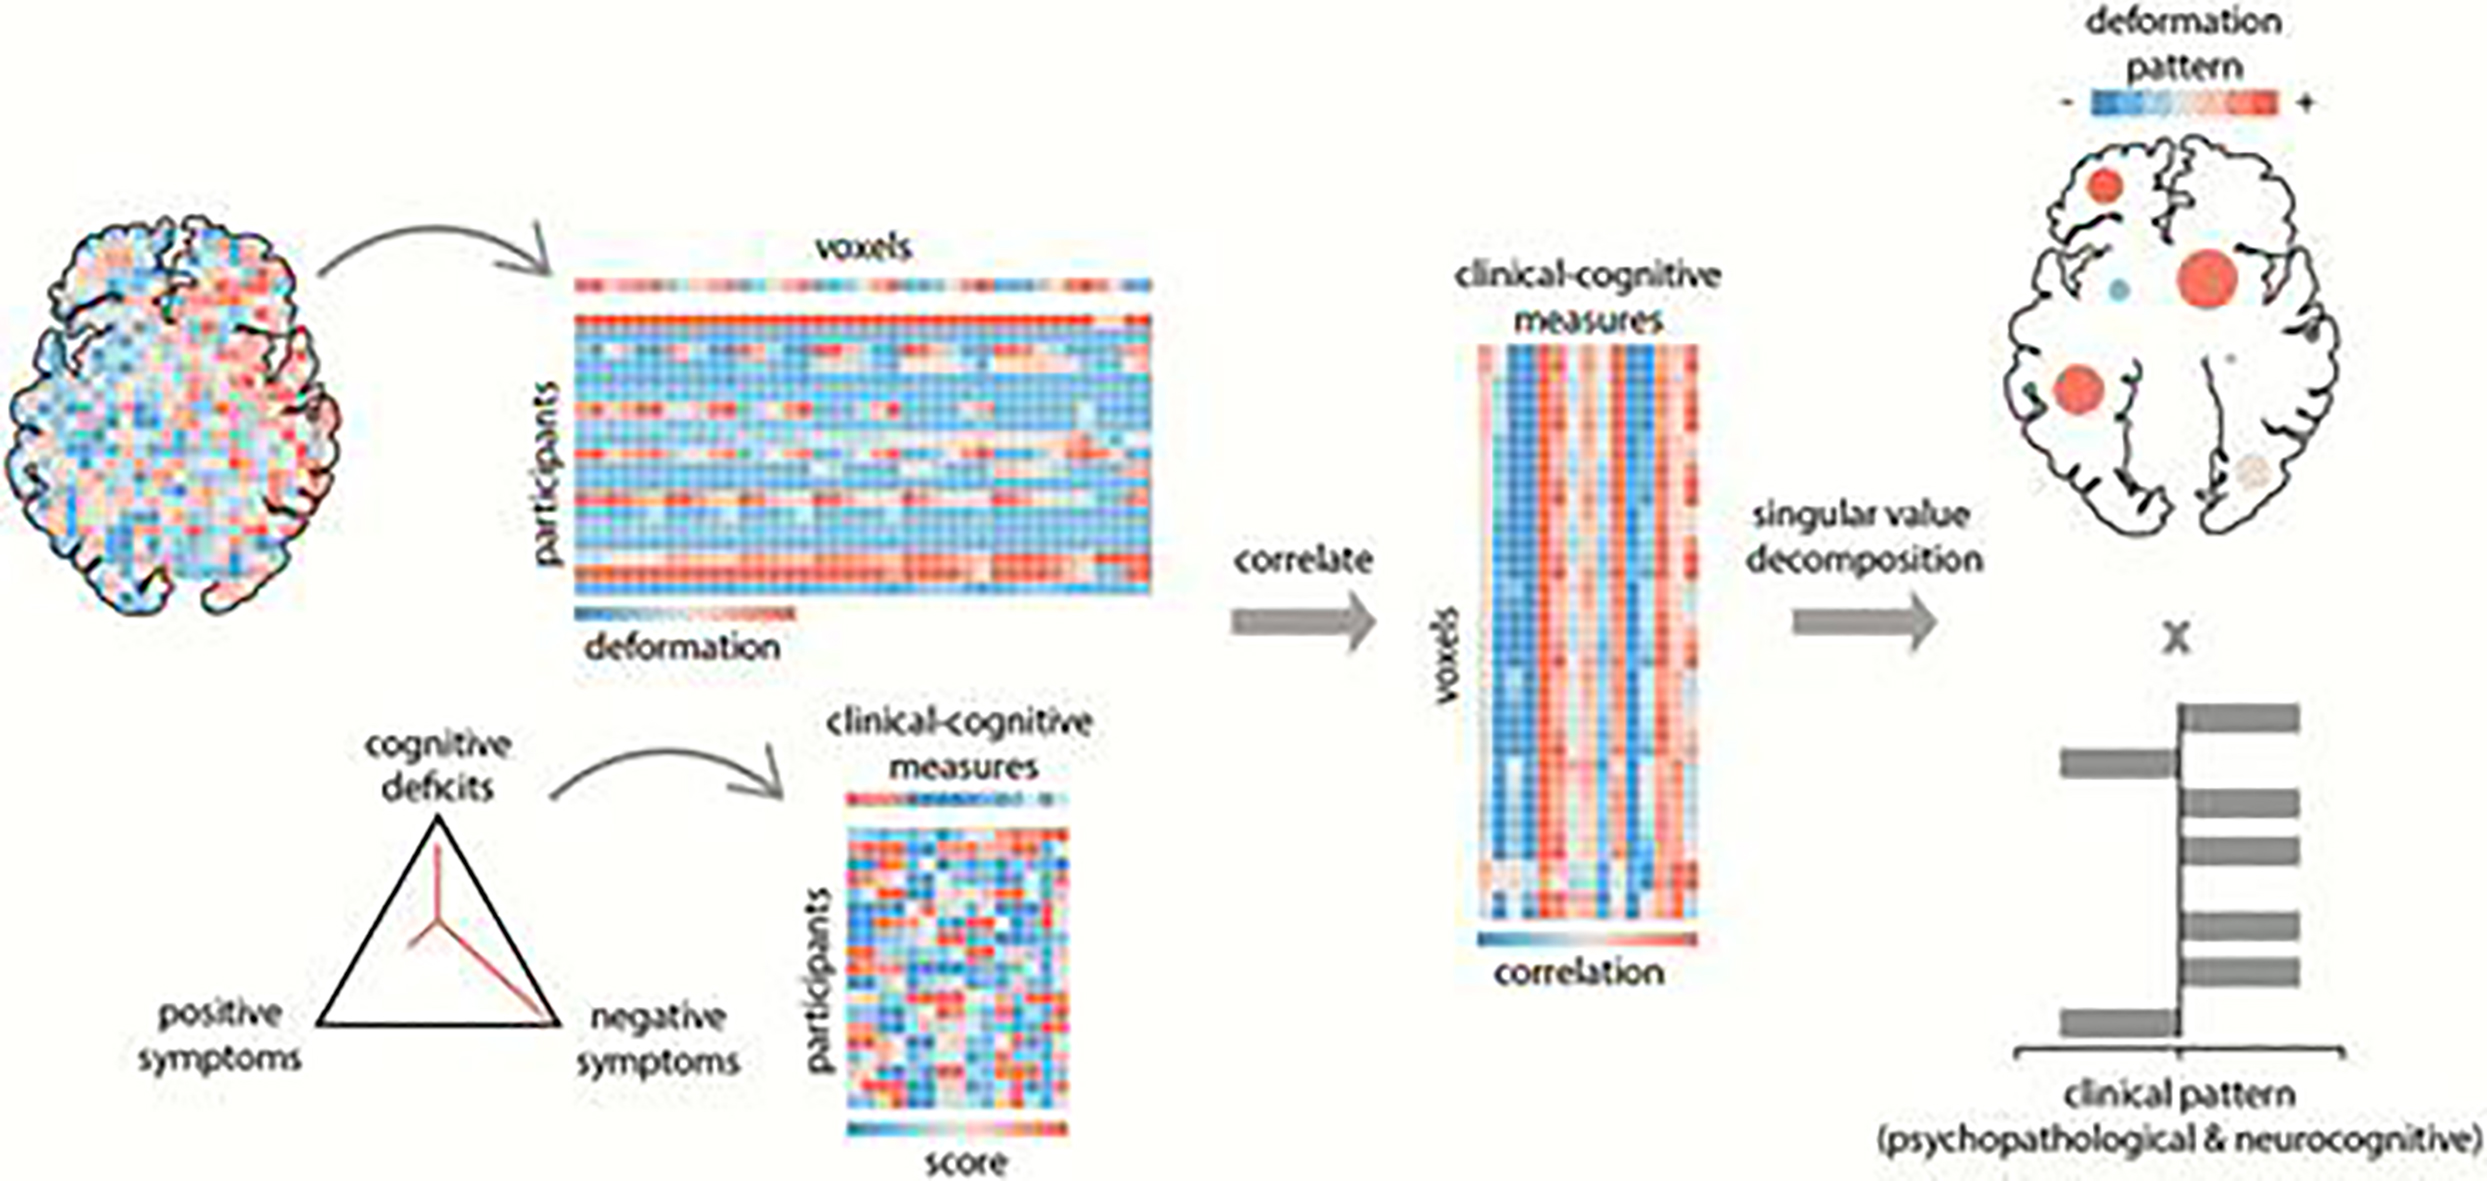 voxels
participants
deformation
cognitive
deficits
positive
symptoms
negative
symptoms
clinical-cognitive
measures
participants
score
correlate
clinical-cognitive
measures
voxels
correlation
singular value
decomposition
deformation
pattern
- +
x
clinical pattern
(psychopathological & neurocognitive)